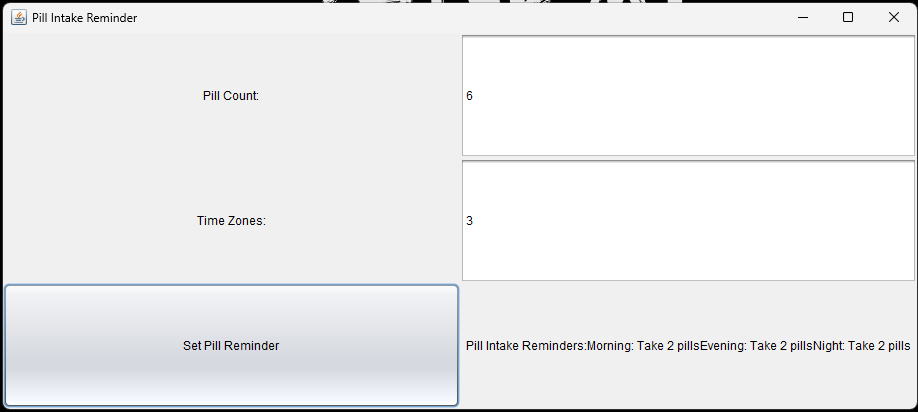 Pill Intake Reminder
Pill Count:
6
Time Zones:
3
Set Pill Reminder
Pill Intake Reminders:Morning: Take 2 pillsEvening: Take 2 pillsNight: Take 2 pills